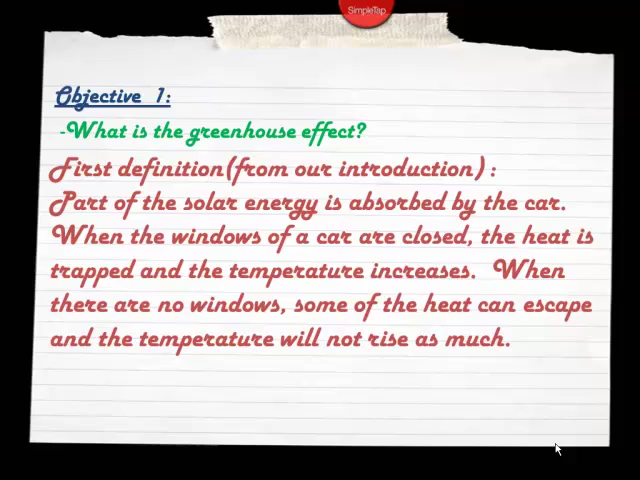 SimpleTap
Objective 1:
-What is the greenhouse effect?
First definition(from our introduction) :
Part of the solar energy is absorbed by the car.
When the windows of a car are closed, the heat is
trapped and the temperature increases. When
there are no windows, some of the heat can escape
and the temperature will not rise as much.